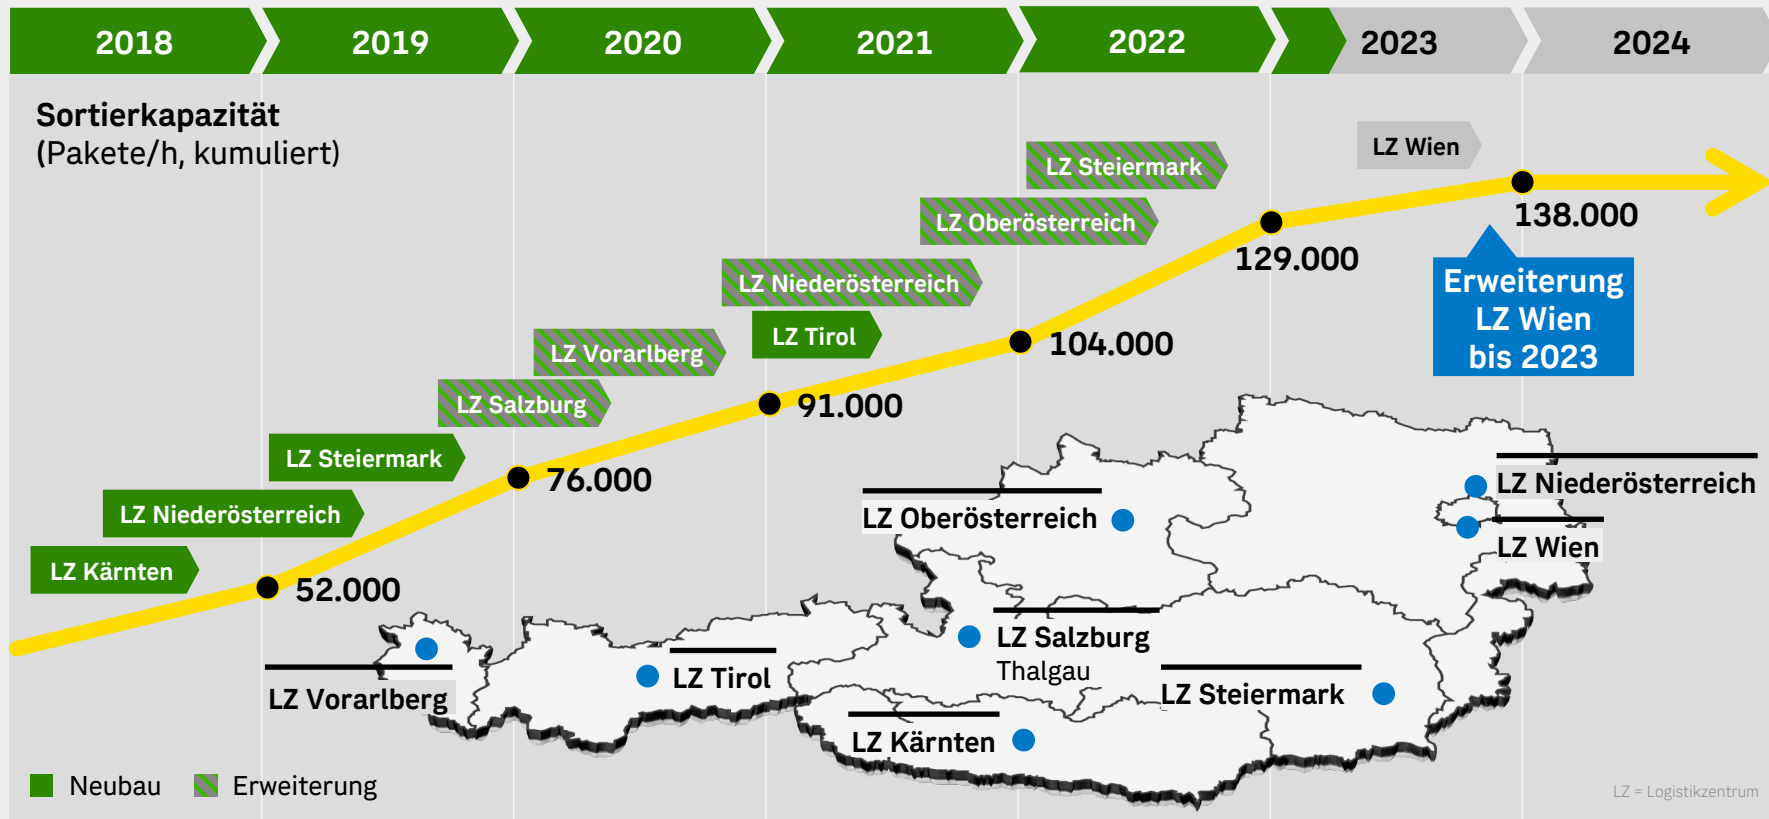 2018
2019
2020
2021
2022
2023
2024
Sortierkapazität
(Pakete/h, kumuliert)
LZ Wien
LZ Steiermark
138.000
LZ Oberösterreich
129.000
Erweiterung
LZ Wien
bis 2023
LZ Niederösterreich
LZ Tirol
104.000
LZ Vorarlberg
LZ Salzburg
91.000
LZ Steiermark
76.000
LZ Niederösterreich
LZ Kärnten
52.000
LZ Niederösterreich
LZ Oberösterreich
LZ Wien
LZ Salzburg
Thalgau
LZ Tirol
LZ Vorarlberg
LZ Steiermark
LZ Kärnten
Neubau
Erweiterung
LZ = Logistikzentrum